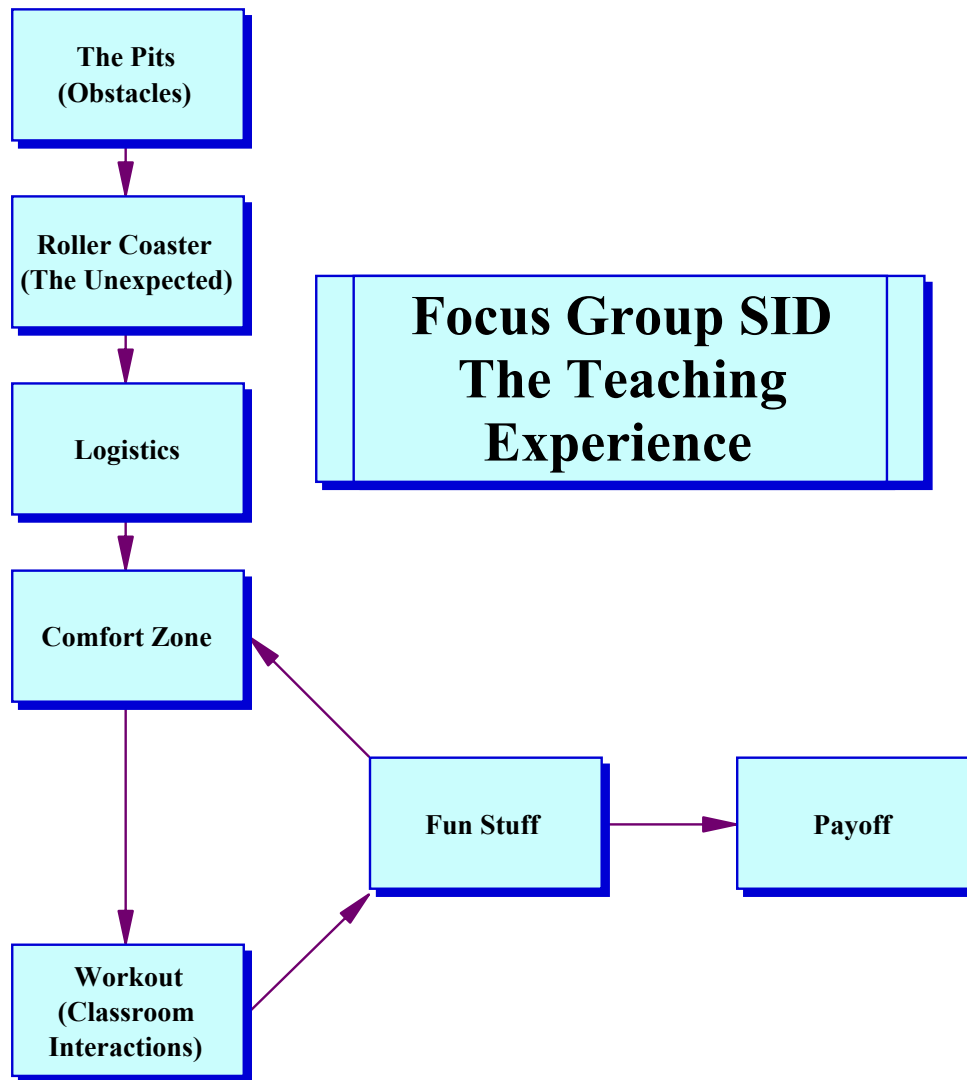 The Pits
(Obstacles)
Roller Coaster
(The Unexpected)
Focus Group SID
The Teaching
Experience
Logistics
Comfort Zone
Fun Stuff
Payoff
Workout
(Classroom
Interactions)